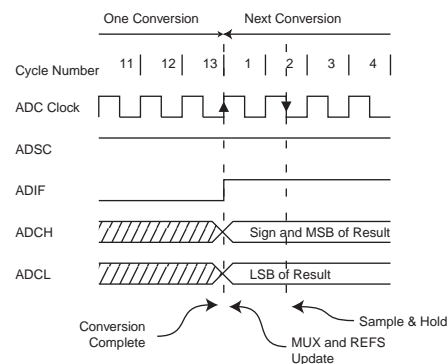 One Conversion Next Conversion
Cycle Number 11 12 13 1 2 3 4
ADC Clock
ADSC
ADIF
ADCH Sign and MSB of Result
ADCL LSB of Result
Conversion
Complete
MUX and REFS
Update
Sample & Hold